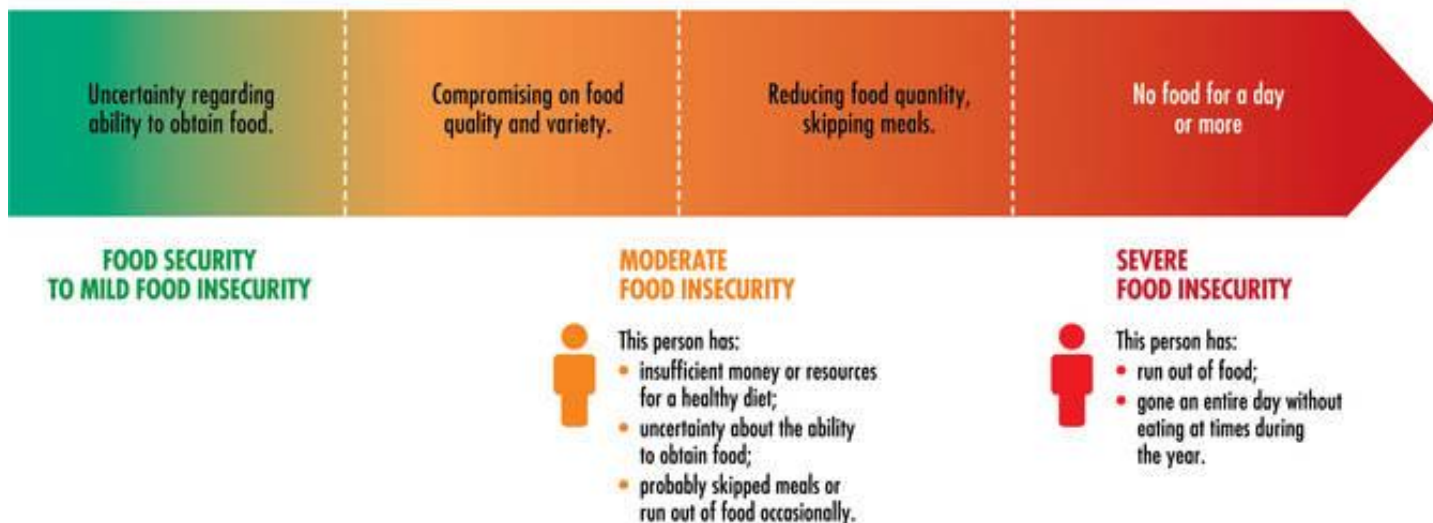 Uncertainty regarding
ability to obtain food.
Compromising on food
quality and variety.
Reducing food quantity,
skipping meals.
No food for a day
or more
FOOD SECURITY
TO MILD FOOD INSECURITY
MODERATE
FOOD INSECURITY
This person has:
• insufficient money or resources
for a healthy diet;
• uncertainty about the ability
to obtain food;
• probably skipped meals or
run out of food occasionally.
SEVERE
FOOD INSECURITY
This person has:
• run out of food;
• gone an entire day without
eating at times during
the year.